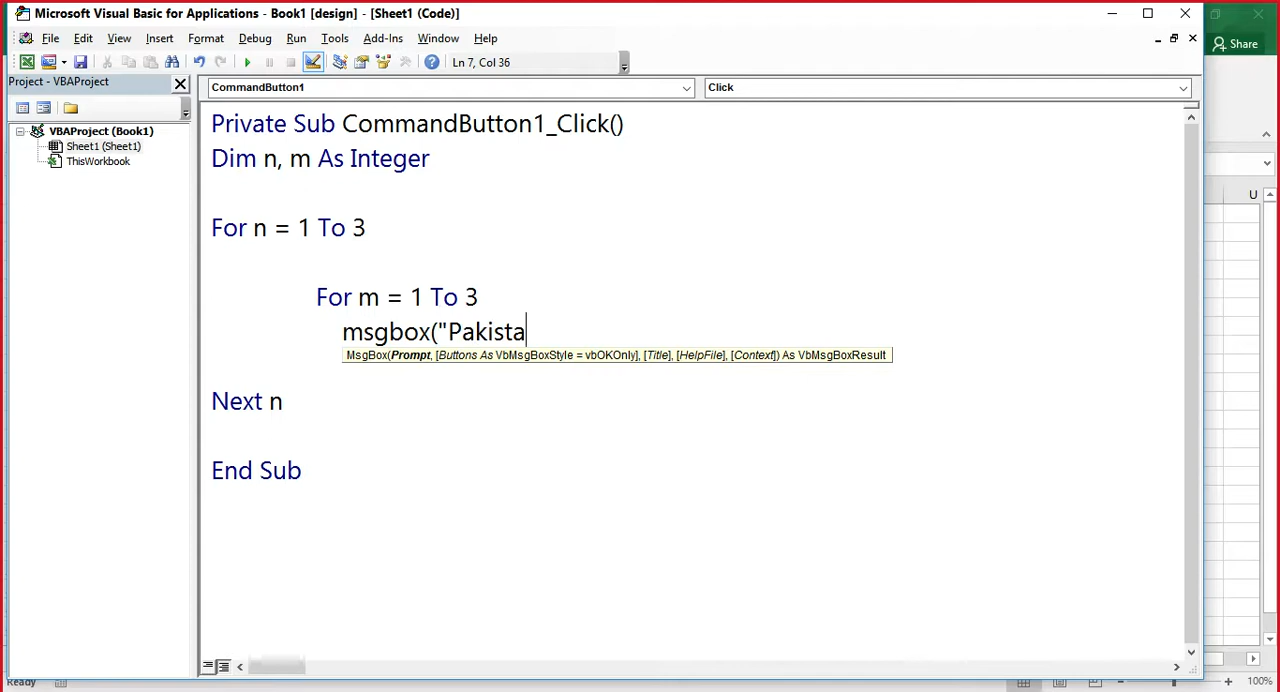 Microsoft Visual Basic for Applications - Book1 [design] - [Sheet1 (Code)]
File Edit View Insert Format Debug Run Tools Add-Ins Window Help
Share
Ln 7, Col 36
Project - VBAProject
CommandButton1
Click
VBAProject (Book1)
Sheet1 (Sheet1)
ThisWorkbook
U
Private Sub CommandButton1_Click()
Dim n, m As Integer
For n = 1 To 3
For m = 1 To 3
msgbox("Pakista
MsgBox(Prompt, [Buttons As VbMsgBoxStyle = vbOKOnly], [Title], [HelpFile], [Context]) As VbMsgBoxResult
Next n
End Sub
Ready
100%